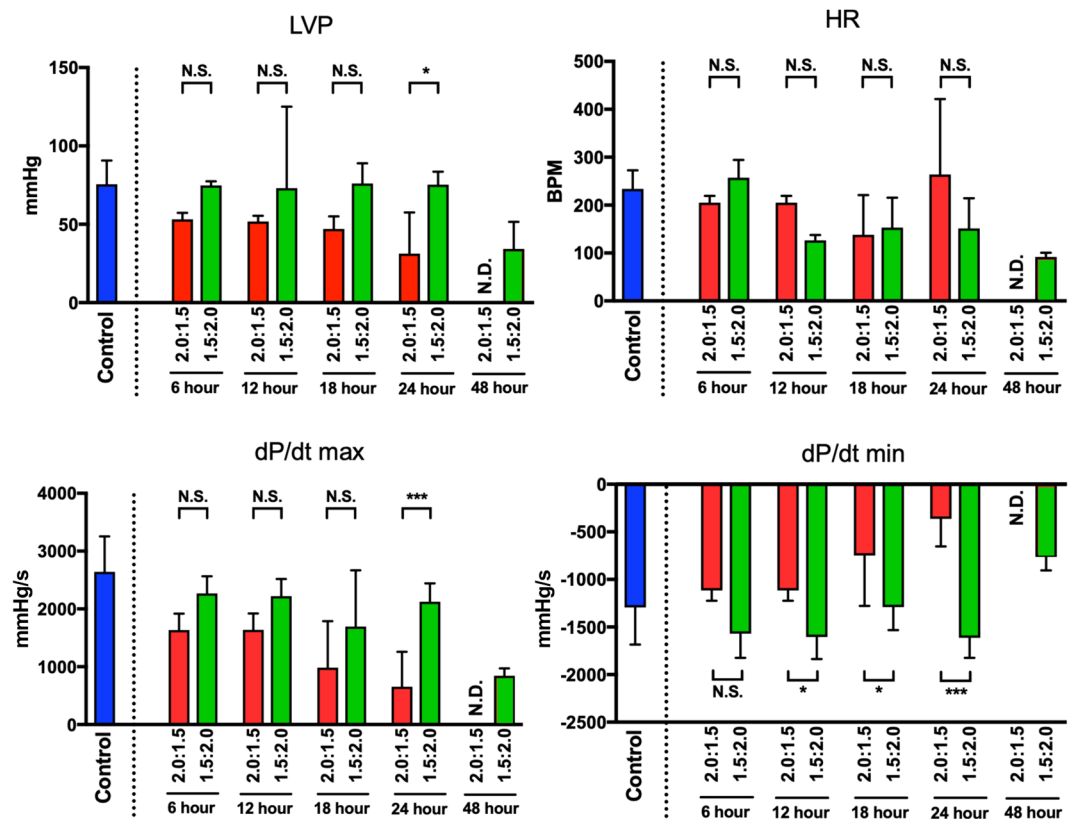 LVP
150
100
50
0
mmHg
N.S.
N.S.
N.S.
*
N.D.
Control
2.0:1.5
1.5:2.0
2.0:1.5
1.5:2.0
2.0:1.5
1.5:2.0
2.0:1.5
1.5:2.0
2.0:1.5
1.5:2.0
6 hour
12 hour
18 hour
24 hour
48 hour
HR
500
400
300
200
100
0
BPM
N.S.
N.S.
N.S.
N.S.
N.D.
Control
2.0:1.5
1.5:2.0
2.0:1.5
1.5:2.0
2.0:1.5
1.5:2.0
2.0:1.5
1.5:2.0
2.0:1.5
1.5:2.0
6 hour
12 hour
18 hour
24 hour
48 hour
dP/dt max
4000
3000
2000
1000
0
mmHg/s
N.S.
N.S.
N.S.
***
N.D.
Control
2.0:1.5
1.5:2.0
2.0:1.5
1.5:2.0
2.0:1.5
1.5:2.0
2.0:1.5
1.5:2.0
2.0:1.5
1.5:2.0
6 hour
12 hour
18 hour
24 hour
48 hour
dP/dt min
0
-500
-1000
-1500
-2000
-2500
mmHg/s
N.D.
N.S.
*
*
***
Control
2.0:1.5
1.5:2.0
2.0:1.5
1.5:2.0
2.0:1.5
1.5:2.0
2.0:1.5
1.5:2.0
2.0:1.5
1.5:2.0
6 hour
12 hour
18 hour
24 hour
48 hour